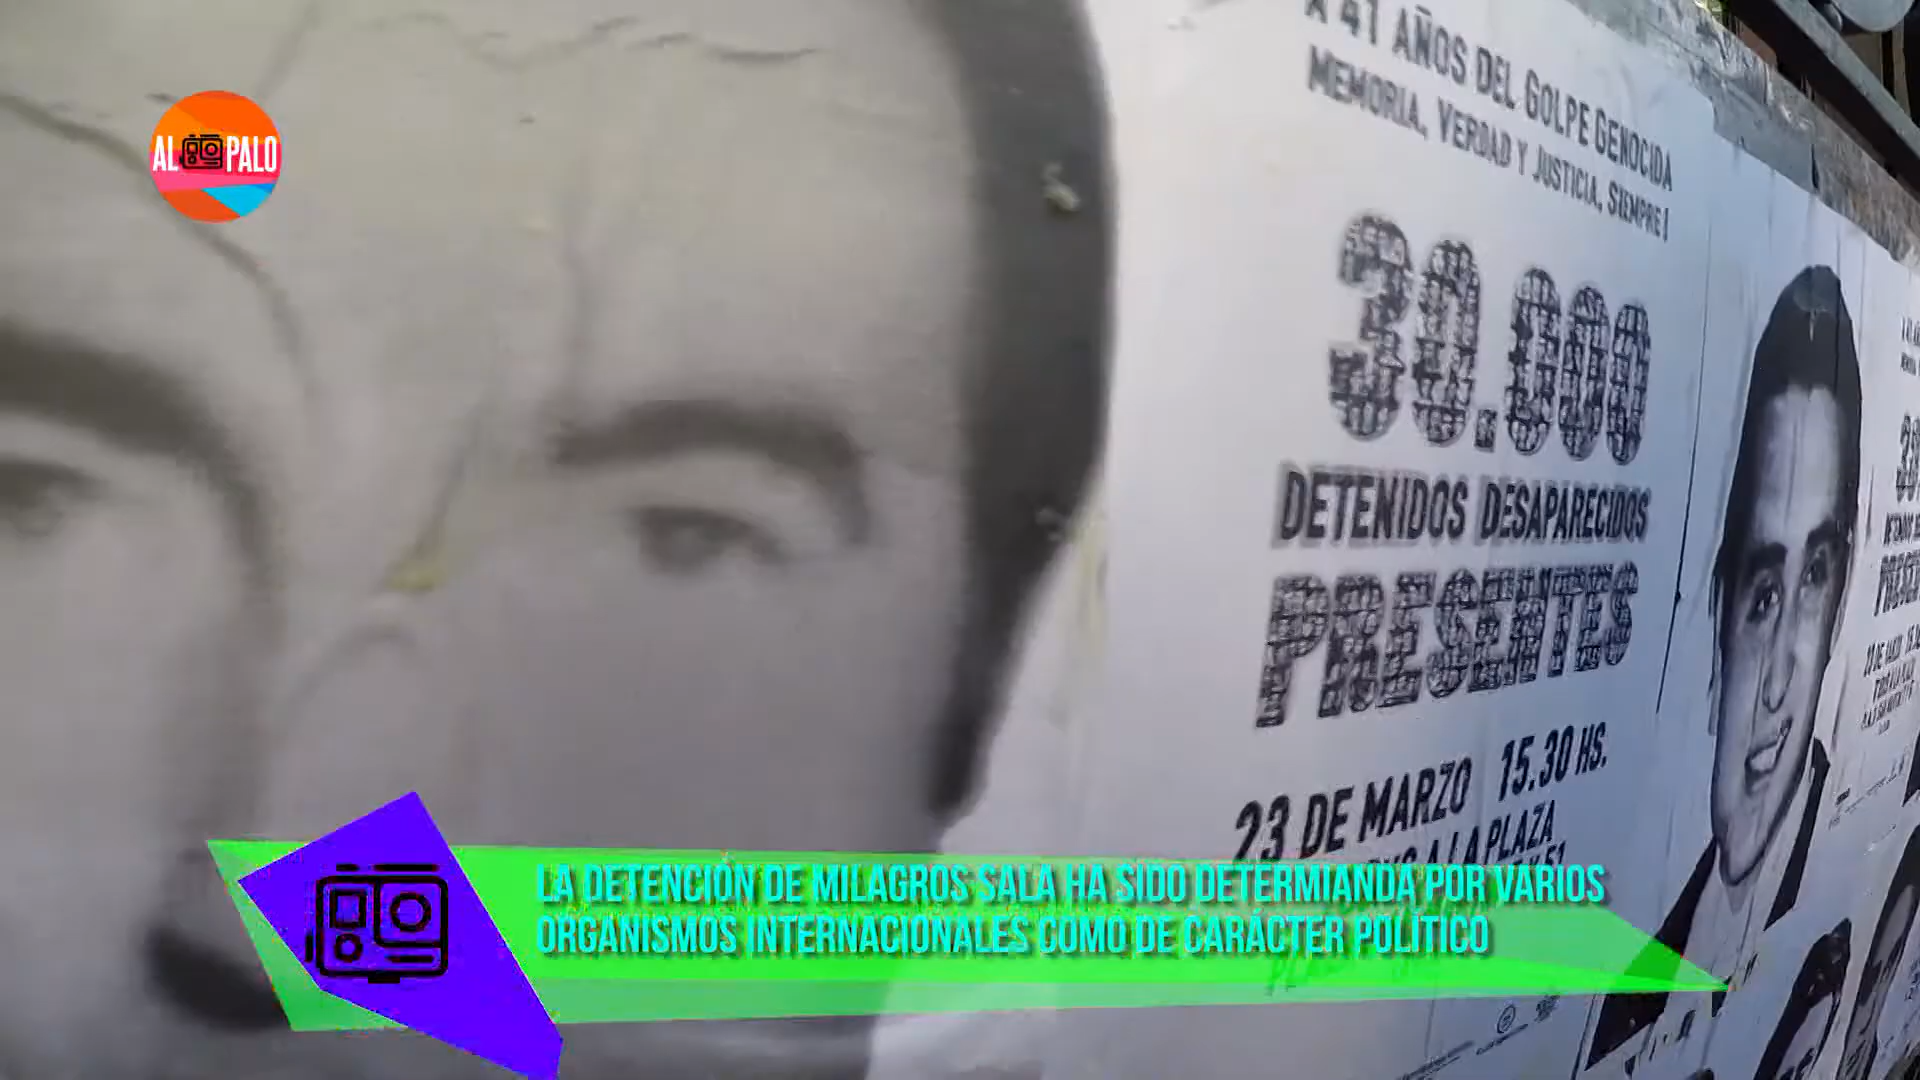 AL PALO
A 41 AÑOS DEL GOLPE GENOCIDA
MEMORIA, VERDAD Y JUSTICIA, SIEMPRE!
30.000
DETENIDOS DESAPARECIDOS
PRESENTES
23 DE MARZO 15.30 HS.
A LA PLAZA
LA DETENCIÓN DE MILAGROS SALA HA SIDO DETERMIANDA POR VARIOS
ORGANISMOS INTERNACIONALES COMO DE CARÁCTER POLÍTICO